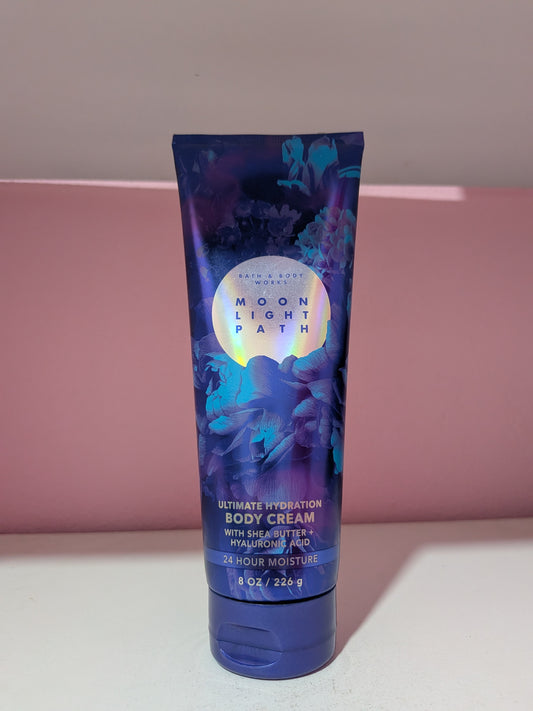 BATH & BODY
WORKS
MOON
LIGHT
PATH
ULTIMATE HYDRATION
BODY CREAM
WITH SHEA BUTTER +
HYALURONIC ACID
24 HOUR MOISTURE
8 OZ / 226 g